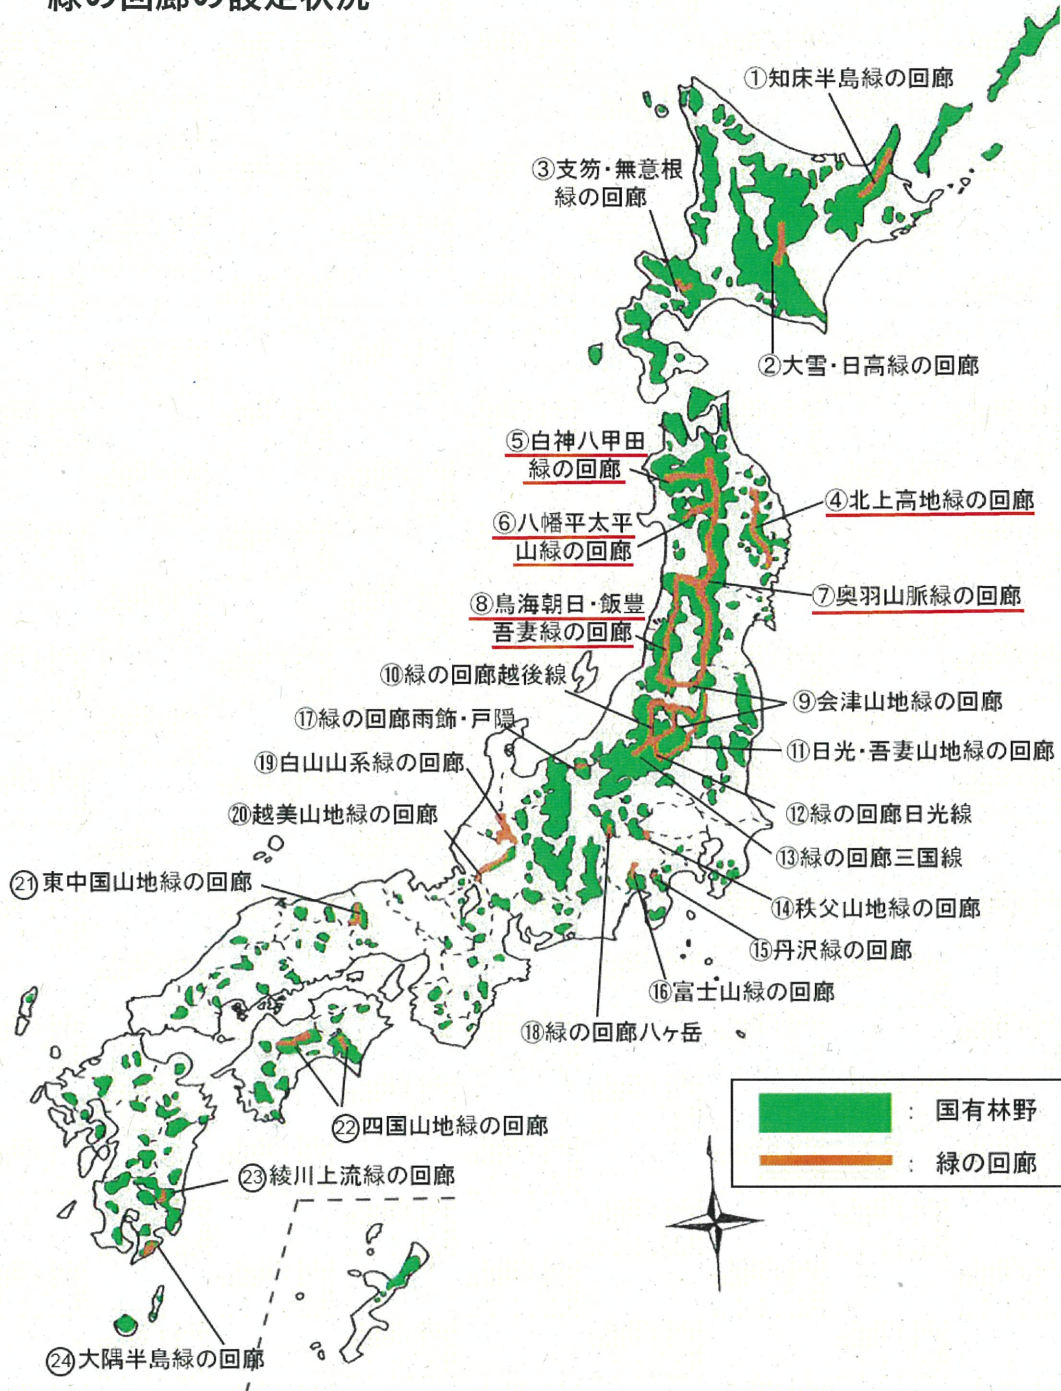 緑の回廊の設定状況
①知床半島緑の回廊
③支笏・無意根
緑の回廊
②大雪・日高緑の回廊
⑤白神八甲田
緑の回廊
④北上高地緑の回廊
⑥八幡平太平
山緑の回廊
⑦奥羽山脈緑の回廊
⑧鳥海朝日・飯豊
吾妻緑の回廊
⑩緑の回廊越後線
⑨会津山地緑の回廊
⑰緑の回廊雨飾・戸隠
⑪日光・吾妻山地緑の回廊
⑲白山山系緑の回廊
⑳越美山地緑の回廊
⑫緑の回廊日光線
⑬緑の回廊三国線
㉑東中国山地緑の回廊
⑭秩父山地緑の回廊
⑮丹沢緑の回廊
⑯富士山緑の回廊
⑱緑の回廊八ヶ岳
㉒四国山地緑の回廊
㉓綾川上流緑の回廊
㉔大隅半島緑の回廊
: 国有林野
: 緑の回廊